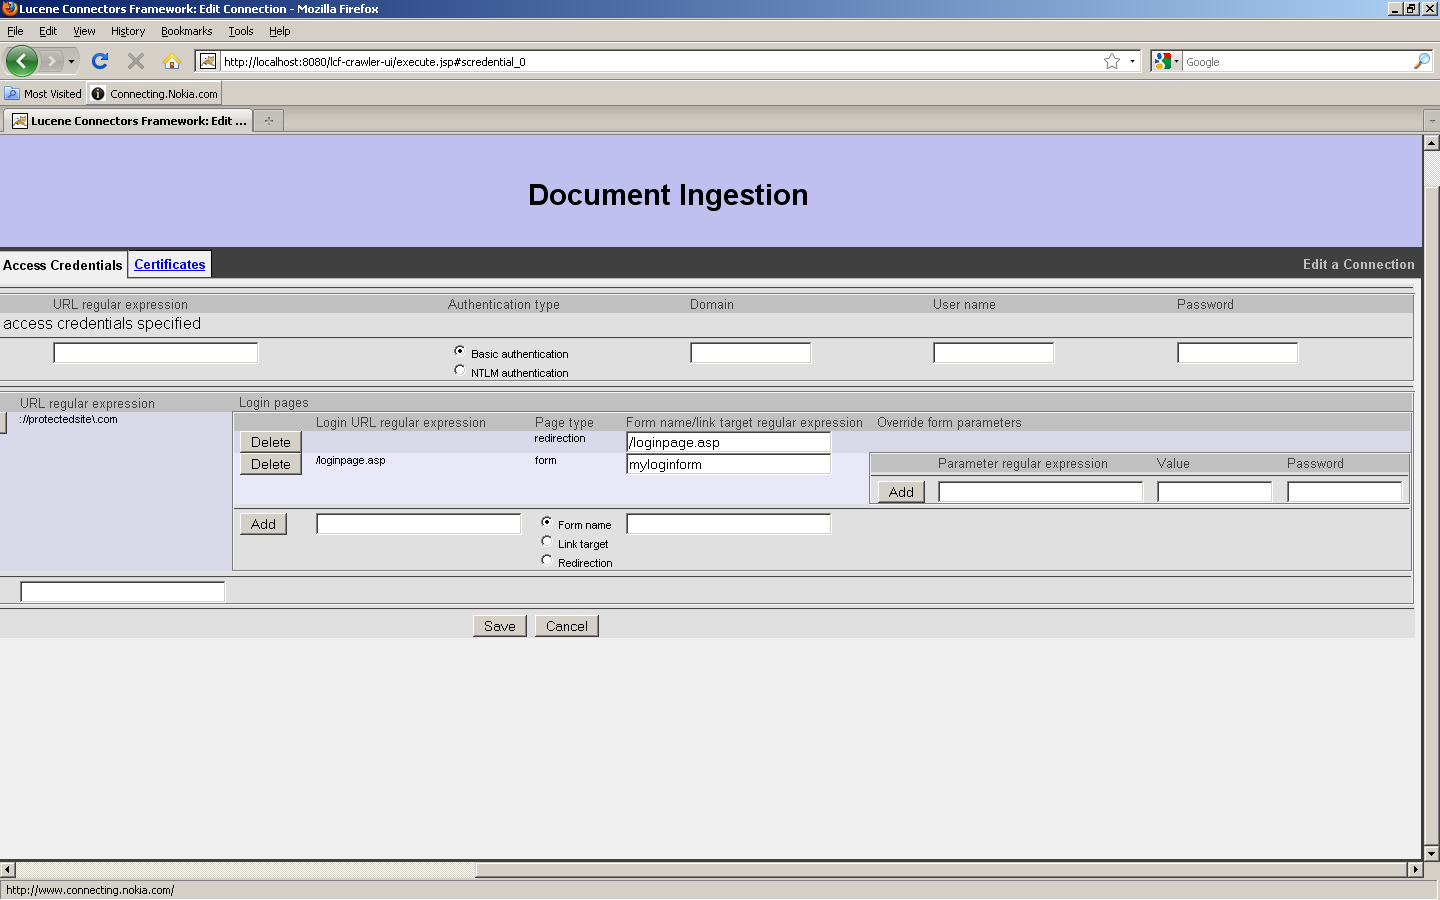 Lucene Connectors Framework: Edit Connection - Mozilla Firefox
File Edit View History Bookmarks Tools Help
http://localhost:8080/lcf-crawler-ui/execute.jsp#scredential_0 Google
Most Visited Connecting.Nokia.com
Lucene Connectors Framework: Edit ...
Document Ingestion
Access Credentials Certificates Edit a Connection
URL regular expression Authentication type Domain User name Password
access credentials specified
Basic authentication
NTLM authentication
URL regular expression Login pages
://protectedsite\.com
Login URL regular expression Page type Form name/link target regular expression Override form parameters
Delete redirection /loginpage.asp
Delete /loginpage.asp form myloginform
Parameter regular expression Value Password
Add
Add Form name
Link target
Redirection
Save Cancel
http://www.connecting.nokia.com/